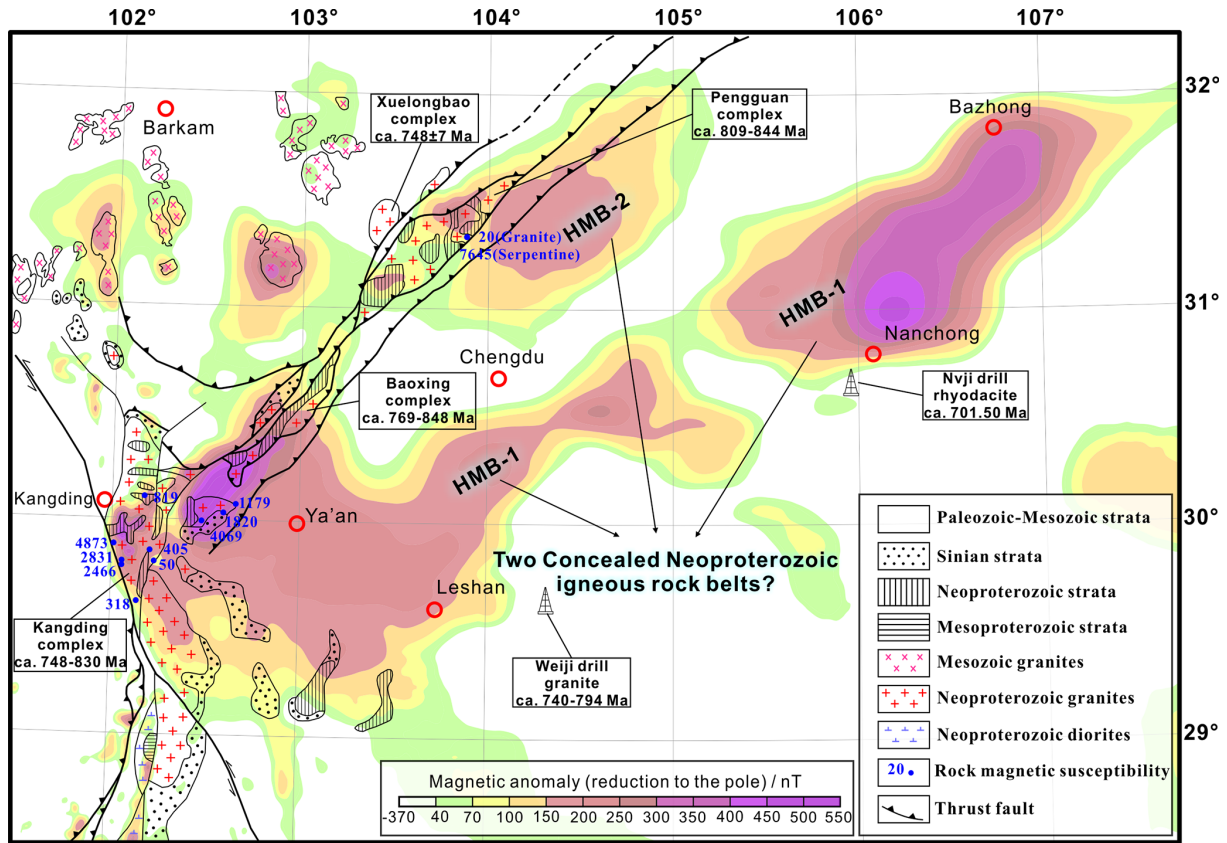 102°
103°
104°
105°
106°
107°
32°
31°
30°
29°
Barkam
Xuelongbao
complex
ca. 748±7 Ma
Pengguan
complex
ca. 809-844 Ma
Bazhong
HMB-2
20(Granite)
7645(Serpentine)
HMB-1
Nanchong
Chengdu
Baoxing
complex
ca. 769-848 Ma
Nvji drill
rhyodacite
ca. 701.50 Ma
HMB-1
Kangding
819
1179
1820
4069
Ya'an
4873
2831
2466
405
50
318
Two Concealed Neoproterozoic
igneous rock belts?
Leshan
Kangding
complex
ca. 748-830 Ma
Weiji drill
granite
ca. 740-794 Ma
Paleozoic-Mesozoic strata
Sinian strata
Neoproterozoic strata
Mesoproterozoic strata
Mesozoic granites
Neoproterozoic granites
Neoproterozoic diorites
20 Rock magnetic susceptibility
Thrust fault
Magnetic anomaly (reduction to the pole) / nT
-370 40 70 100 150 200 250 300 350 400 450 500 550